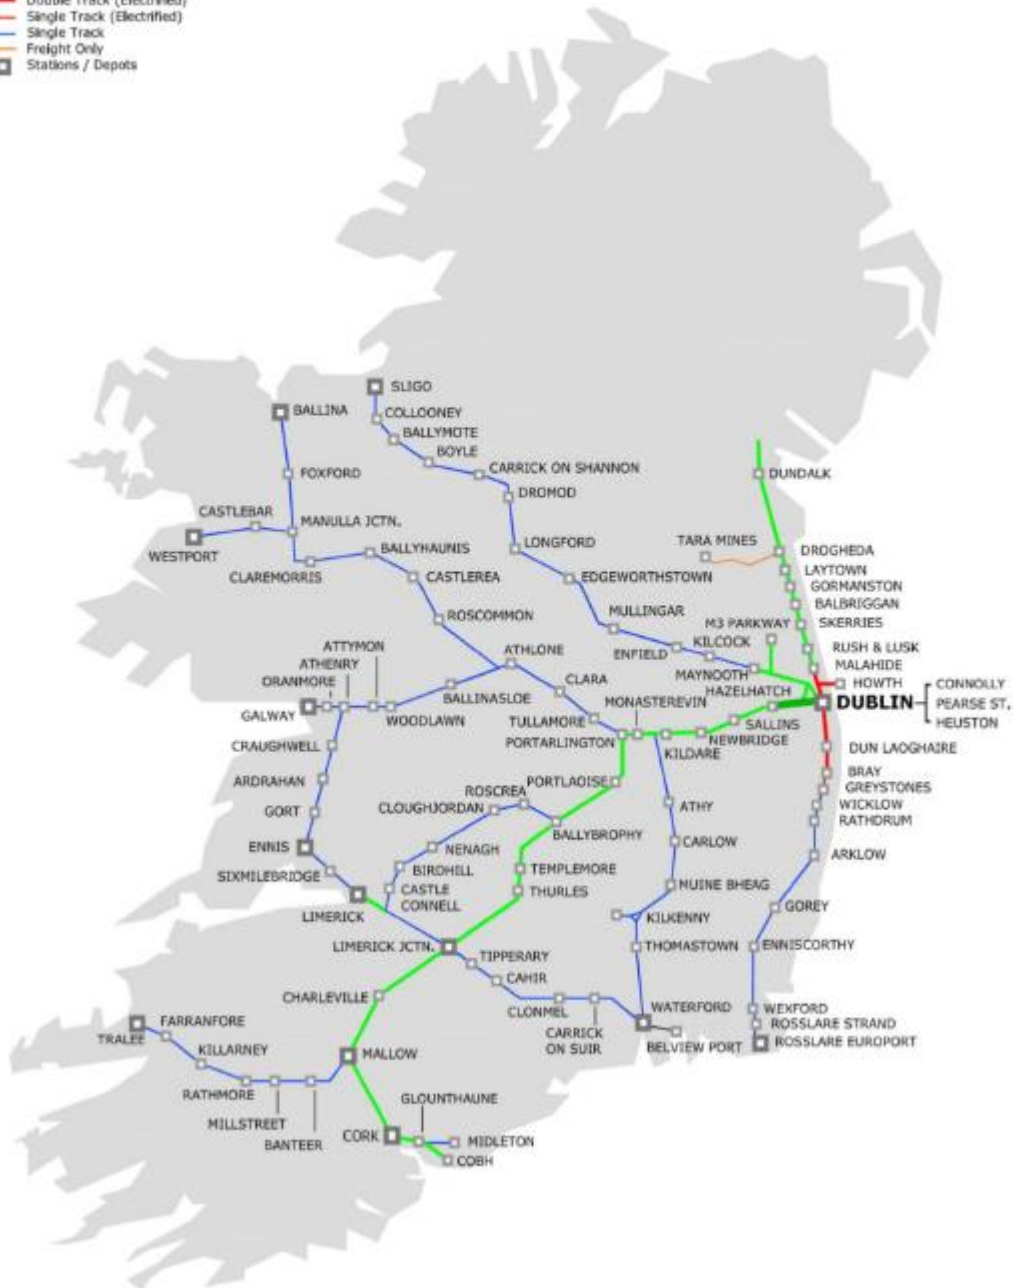 Double Track (Electrified)
Single Track (Electrified)
Single Track
Freight Only
Stations / Depots
SLIGO
BALLINA
COLLOONEY
BALLYMOTE
BOYLE
CARRICK ON SHANNON
FOXFORD
DUNDALK
DROMOD
CASTLEBAR
MANULLA JCTN.
WESTPORT
BALLYHAUNIS
LONGFORD
TARA MINES
DROGHEDA
CLAREMORRIS
CASTLEREA
EDGEWORTHSTOWN
LAYTOWN
GORMANSTON
BALBRIGGAN
ROSCOMMON
MULLINGAR
M3 PARKWAY
SKERRIES
ATTYMON
ATHENRY
ORANMORE
ATHLONE
ENFIELD
KILCOCK
RUSH & LUSK
MALAHIDE
MAYNOOTH
HOWTH
CLARA
HAZELHATCH
CONNOLLY
BALLINASLOE
MONASTEREVIN
DUBLIN
PEARSE ST.
GALWAY
WOODLAWN
TULLAMORE
SALLINS
HEUSTON
PORTARLINGTON
NEWBRIDGE
CRAUGHWELL
KILDARE
DUN LAOGHAIRE
ARDRAHAN
PORTLAOISE
BRAY
ROSCREA
GREYSTONES
GORT
CLOUGHJORDAN
ATHY
WICKLOW
RATHDRUM
BALLYBROPHY
ENNIS
NENAGH
CARLOW
ARKLOW
SIXMILEBRIDGE
BIRDHILL
TEMPLEMORE
CASTLE
CONNELL
THURLES
MUINE BHEAG
LIMERICK
KILKENNY
GOREY
LIMERICK JCTN.
THOMASTOWN
ENNISCORTHY
TIPPERARY
CAHIR
CHARLEVILLE
CLONMEL
WATERFORD
WEXFORD
FARRANFORE
CARRICK
ON SUIR
ROSSLARE STRAND
TRALEE
BELVIEW PORT
ROSSLARE EUROPORT
KILLARNEY
MALLOW
RATHMORE
GLOUNTHAUNE
MILLSTREET
BANTEER
CORK
MIDLETON
COBH